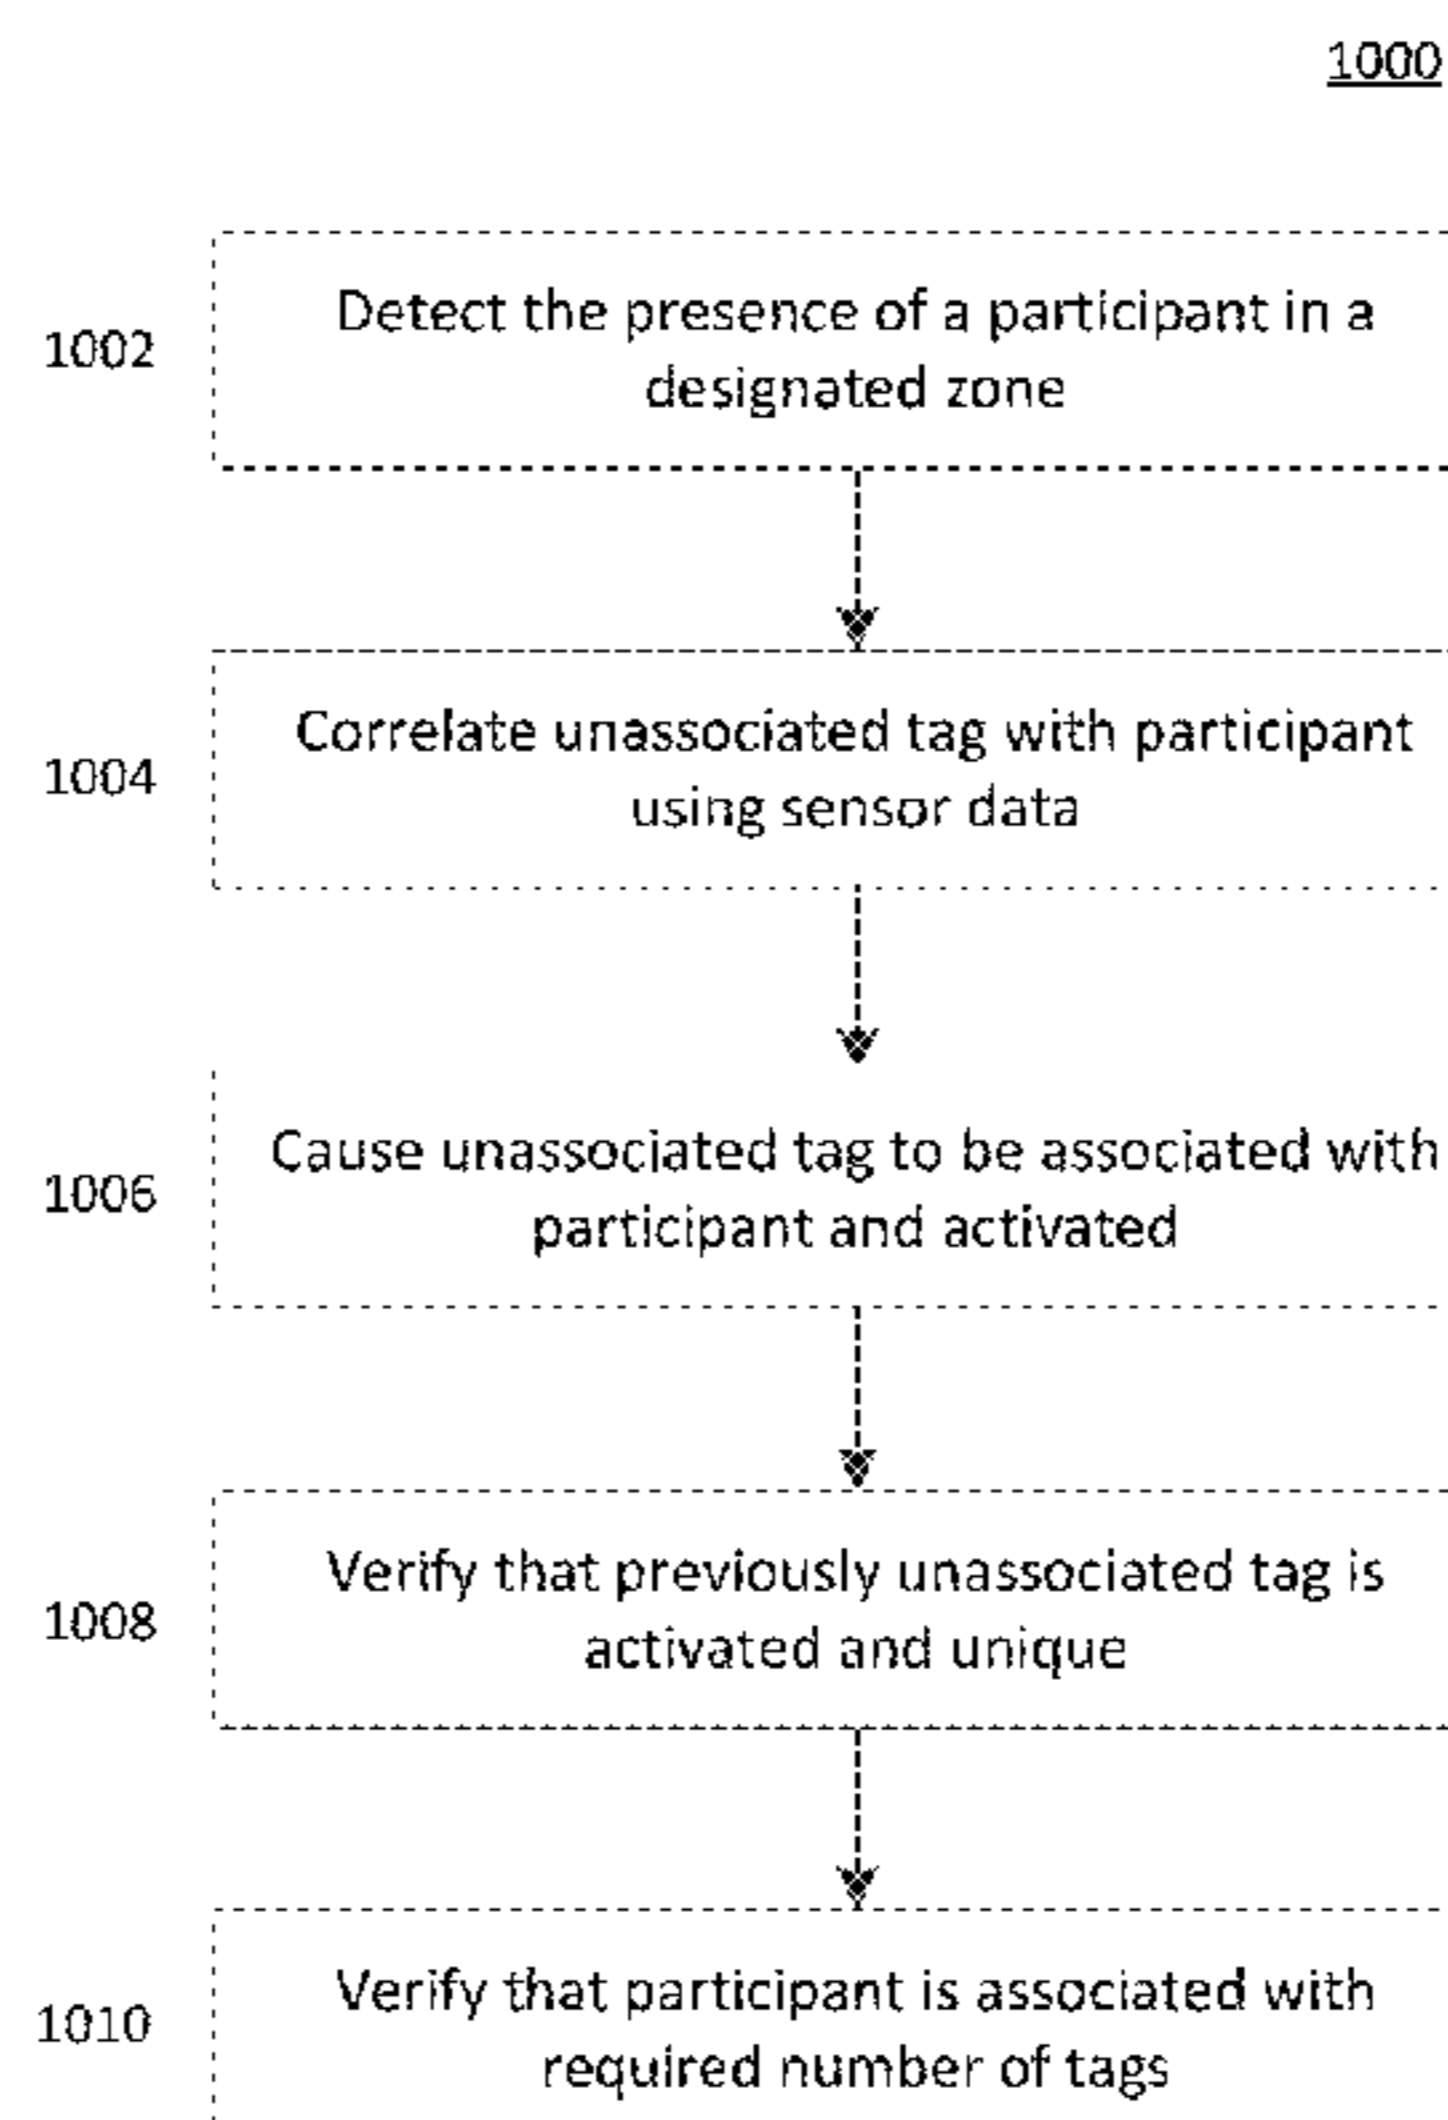 1000
Detect the presence of a participant in a
designated zone
1002
Correlate unassociated tag with participant
using sensor data
1004
Cause unassociated tag to be associated with
participant and activated
1006
Verify that previously unassociated tag is
activated and unique
1008
Verify that participant is associated with
required number of tags
1010